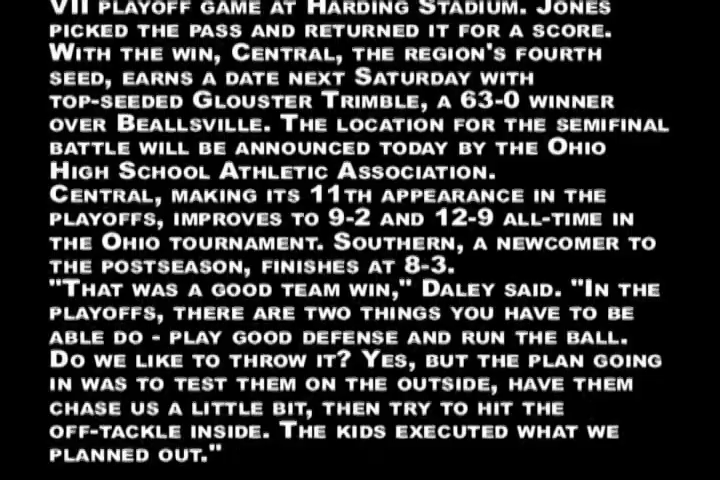 VII PLAYOFF GAME AT HARDING STADIUM. JONES
PICKED THE PASS AND RETURNED IT FOR A SCORE.
WITH THE WIN, CENTRAL, THE REGION'S FOURTH
SEED, EARNS A DATE NEXT SATURDAY WITH
TOP-SEEDED GLOUSTER TRIMBLE, A 63-0 WINNER
OVER BEALLSVILLE. THE LOCATION FOR THE SEMIFINAL
BATTLE WILL BE ANNOUNCED TODAY BY THE OHIO
HIGH SCHOOL ATHLETIC ASSOCIATION.
CENTRAL, MAKING ITS 11TH APPEARANCE IN THE
PLAYOFFS, IMPROVES TO 9-2 AND 12-9 ALL-TIME IN
THE OHIO TOURNAMENT. SOUTHERN, A NEWCOMER TO
THE POSTSEASON, FINISHES AT 8-3.
"THAT WAS A GOOD TEAM WIN," DALEY SAID. "IN THE
PLAYOFFS, THERE ARE TWO THINGS YOU HAVE TO BE
ABLE DO - PLAY GOOD DEFENSE AND RUN THE BALL.
DO WE LIKE TO THROW IT? YES, BUT THE PLAN GOING
IN WAS TO TEST THEM ON THE OUTSIDE, HAVE THEM
CHASE US A LITTLE BIT, THEN TRY TO HIT THE
OFF-TACKLE INSIDE. THE KIDS EXECUTED WHAT WE
PLANNED OUT."